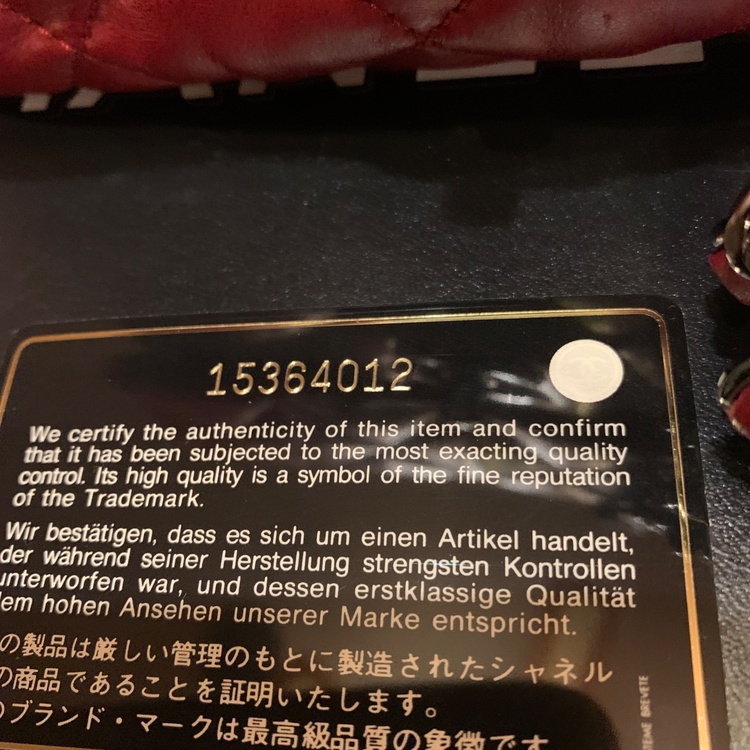 15364012
We certify the authenticity of this item and confirm
that it has been subjected to the most exacting quality
control. Its high quality is a symbol of the fine reputation
of the Trademark.
Wir bestätigen, dass es sich um einen Artikel handelt,
der während seiner Herstellung strengsten Kontrollen
unterworfen war, und dessen erstklassige Qualität
dem hohen Ansehen unserer Marke entspricht.
の製品は厳しい管理のもとに製造されたシャネル
の商品であることを証明いたします。
のブランド・マークは最高級品質の象徴です
BREVETE